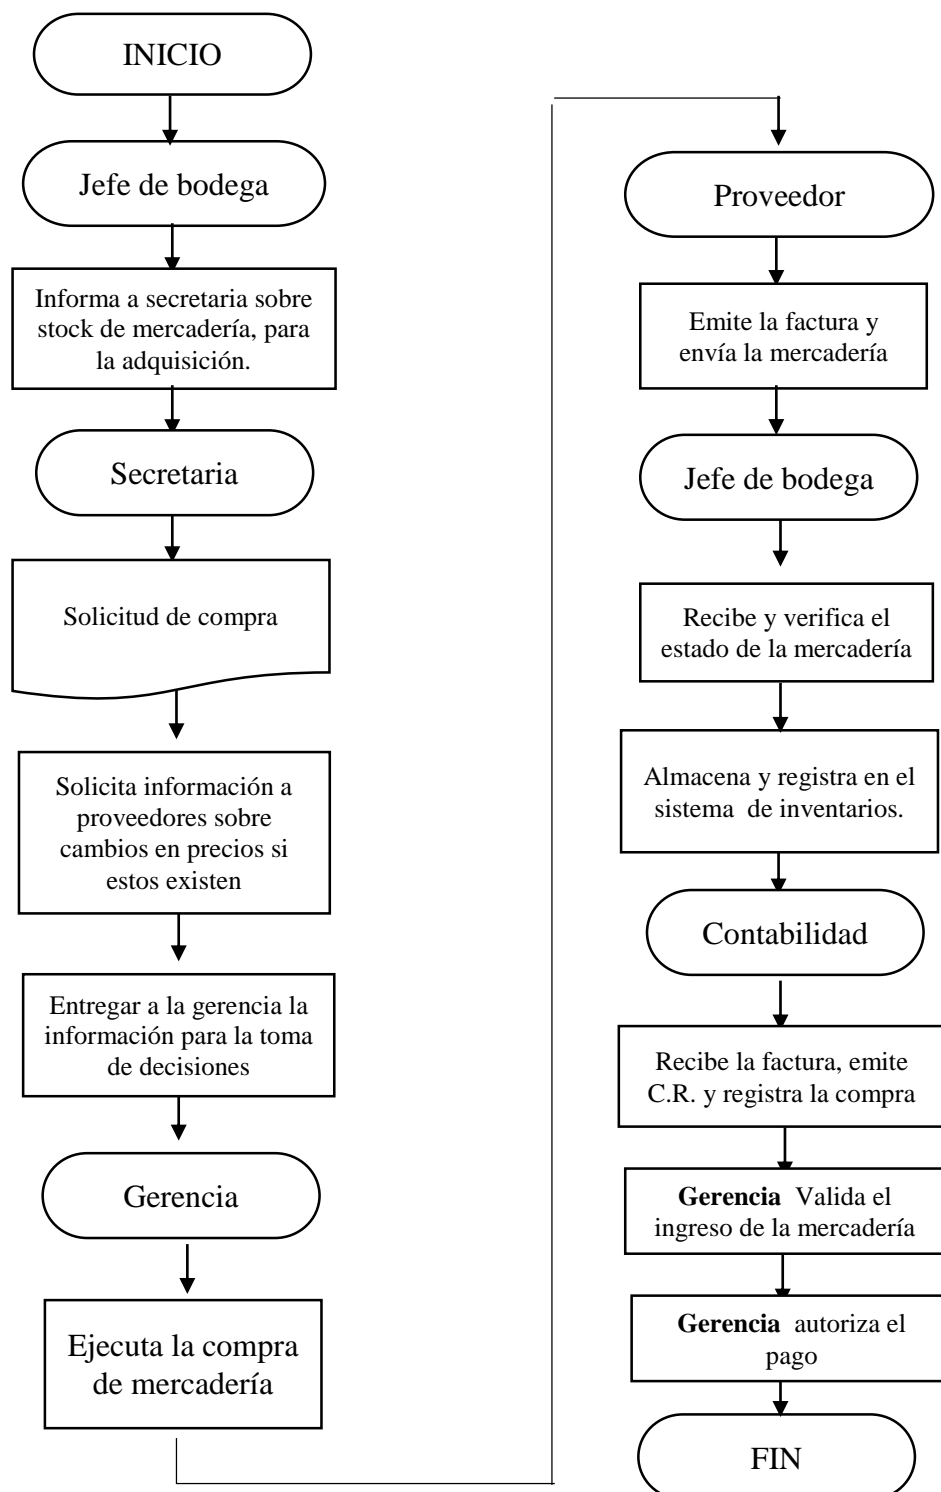 INICIO
Jefe de bodega
Informa a secretaria sobre
stock de mercadería, para
la adquisición.
Secretaria
Solicitud de compra
Solicita información a
proveedores sobre
cambios en precios si
estos existen
Entregar a la gerencia la
información para la toma
de decisiones
Gerencia
Ejecuta la compra
de mercadería
Proveedor
Emite la factura y
envía la mercadería
Jefe de bodega
Recibe y verifica el
estado de la mercadería
Almacena y registra en el
sistema de inventarios.
Contabilidad
Recibe la factura, emite
C.R. y registra la compra
Gerencia Valida el
ingreso de la mercadería
Gerencia autoriza el
pago
FIN